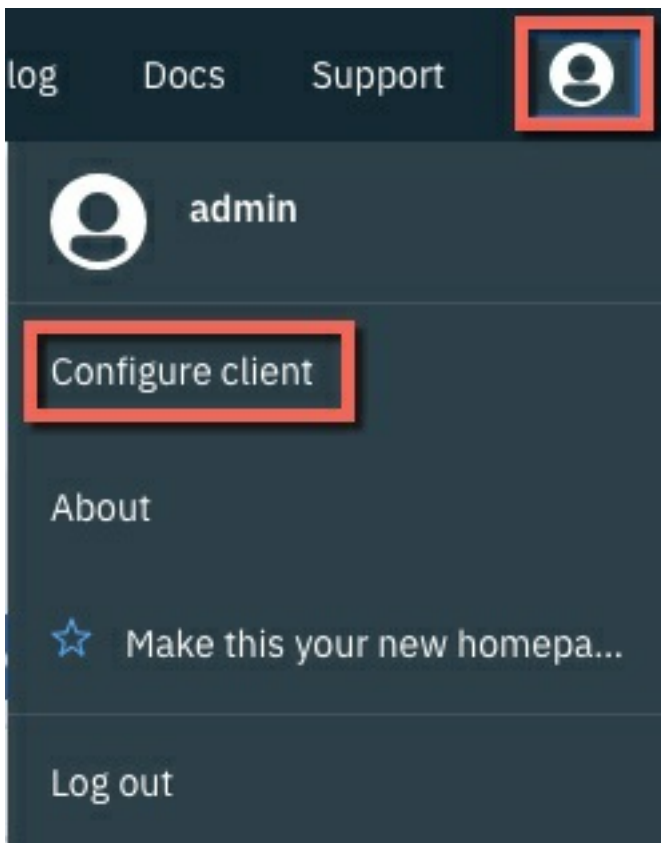 log Docs Support
admin
Configure client
About
Make this your new homepa...
Log out